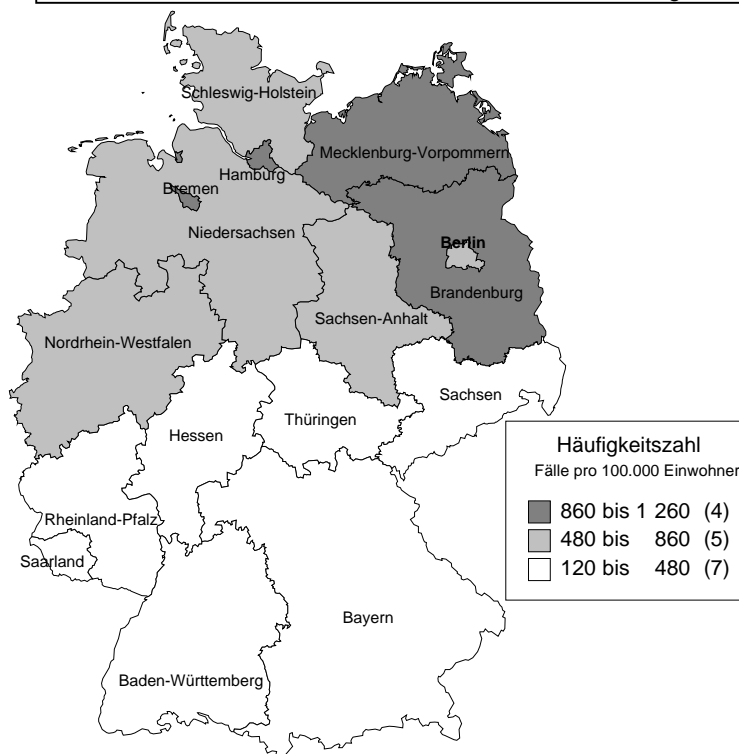 Schleswig-Holstein
Mecklenburg-Vorpommern
Hamburg
Bremen
Niedersachsen
Berlin
Brandenburg
Sachsen-Anhalt
Nordrhein-Westfalen
Sachsen
Thüringen
Hessen
Häufigkeitszahl
Fälle pro 100.000 Einwohner
860 bis 1 260 (4)
480 bis 860 (5)
120 bis 480 (7)
Rheinland-Pfalz
Saarland
Bayern
Baden-Württemberg